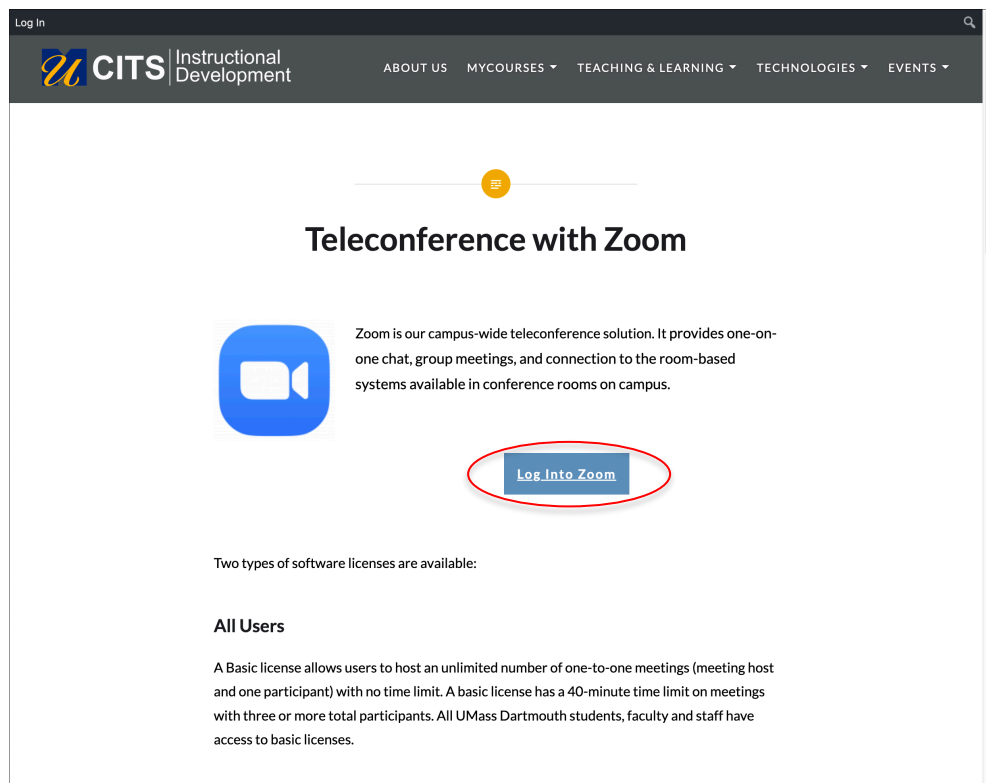 Log In
CITS Instructional
Development
ABOUT US MYCOURSES TEACHING & LEARNING TECHNOLOGIES EVENTS
Teleconference with Zoom
Zoom is our campus-wide teleconference solution. It provides one-on-
one chat, group meetings, and connection to the room-based
systems available in conference rooms on campus.
Log Into Zoom
Two types of software licenses are available:
All Users
A Basic license allows users to host an unlimited number of one-to-one meetings (meeting host
and one participant) with no time limit. A basic license has a 40-minute time limit on meetings
with three or more total participants. All UMass Dartmouth students, faculty and staff have
access to basic licenses.